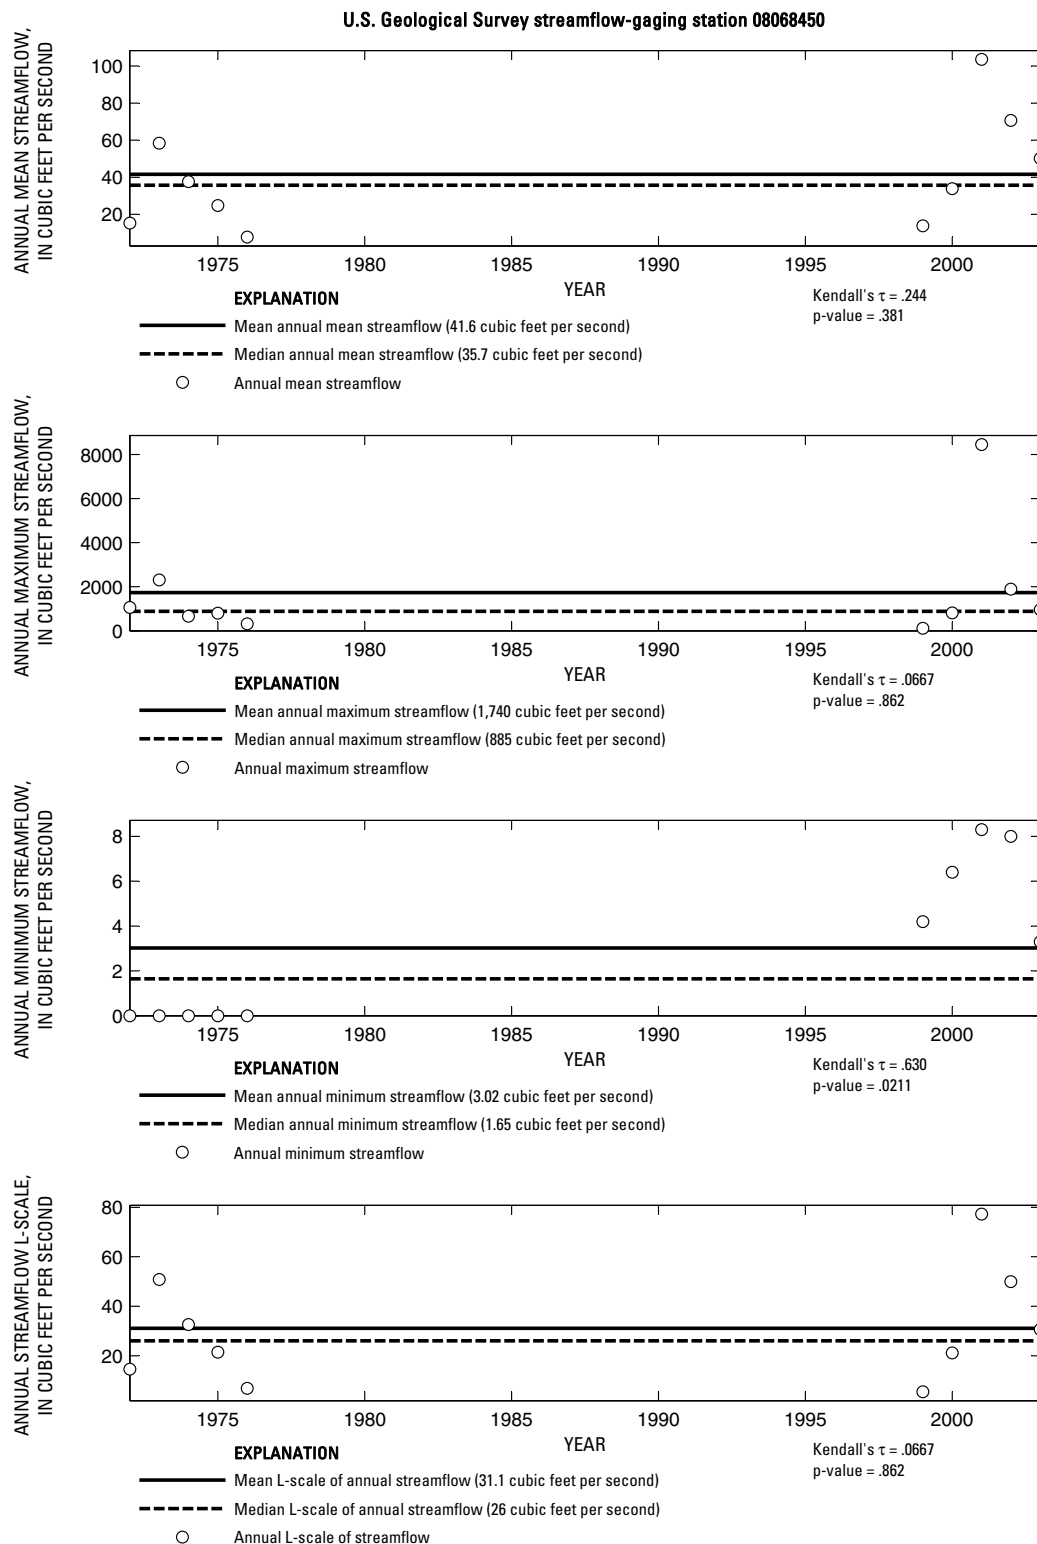 U.S. Geological Survey streamflow-gaging station 08068450
ANNUAL MEAN STREAMFLOW,
IN CUBIC FEET PER SECOND
100
80
60
40
20
1975 1980 1985 1990 1995 2000
YEAR
Kendall's τ = .244
p-value = .381
EXPLANATION
Mean annual mean streamflow (41.6 cubic feet per second)
Median annual mean streamflow (35.7 cubic feet per second)
Annual mean streamflow
ANNUAL MAXIMUM STREAMFLOW,
IN CUBIC FEET PER SECOND
8000
6000
4000
2000
0
1975 1980 1985 1990 1995 2000
YEAR
Kendall's τ = .0667
p-value = .862
EXPLANATION
Mean annual maximum streamflow (1,740 cubic feet per second)
Median annual maximum streamflow (885 cubic feet per second)
Annual maximum streamflow
ANNUAL MINIMUM STREAMFLOW,
IN CUBIC FEET PER SECOND
8
6
4
2
0
1975 1980 1985 1990 1995 2000
YEAR
Kendall's τ = .630
p-value = .0211
EXPLANATION
Mean annual minimum streamflow (3.02 cubic feet per second)
Median annual minimum streamflow (1.65 cubic feet per second)
Annual minimum streamflow
ANNUAL STREAMFLOW L-SCALE,
IN CUBIC FEET PER SECOND
80
60
40
20
1975 1980 1985 1990 1995 2000
YEAR
Kendall's τ = .0667
p-value = .862
EXPLANATION
Mean L-scale of annual streamflow (31.1 cubic feet per second)
Median L-scale of annual streamflow (26 cubic feet per second)
Annual L-scale of streamflow